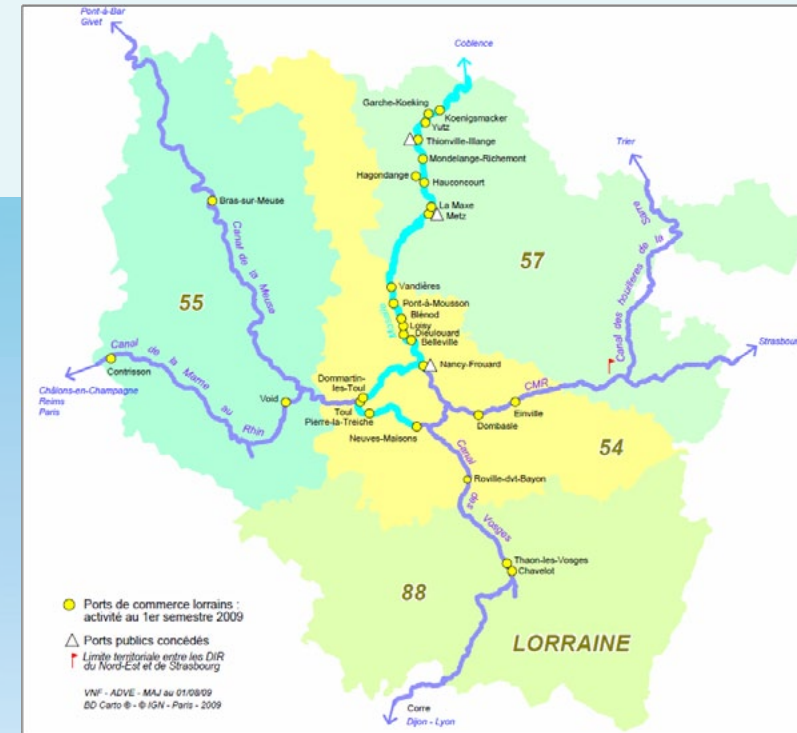 Pont-à-Bar
Givet
Coblence
Garche-Koeking
Koenigsmacker
Yutz
Thionville-Illange
Trier
Mondelange-Richemont
Hagondange
Hauconcourt
Bras-sur-Meuse
La Maxe
Metz
Canal de la Meuse
57
Sarre
Canal des houillères de la
55
Vandières
Pont-à-Mousson
Blénod
Loisy
Dieulouard
Belleville
Moselle
Strasbourg
Canal de la Marne au Rhin
Contrisson
Nancy-Frouard
Châlons-en-Champagne
Reims
Paris
Dommartin-
les-Toul
CMR
Void
Toul
Einville
Pierre-la-Treiche
Dombasle
Neuves-Maisons
54
Canal des Vosges
Roville-dvt-Bayon
Thaon-les-Vosges
Chavelot
88
Ports de commerce lorrains :
activité au 1er semestre 2009
Ports publics concédés
Limite territoriale entre les DIR
du Nord-Est et de Strasbourg
LORRAINE
VNF - ADVE - MAJ au 01/08/09
BD Carto ® - © IGN - Paris - 2009
Corre
Dijon - Lyon